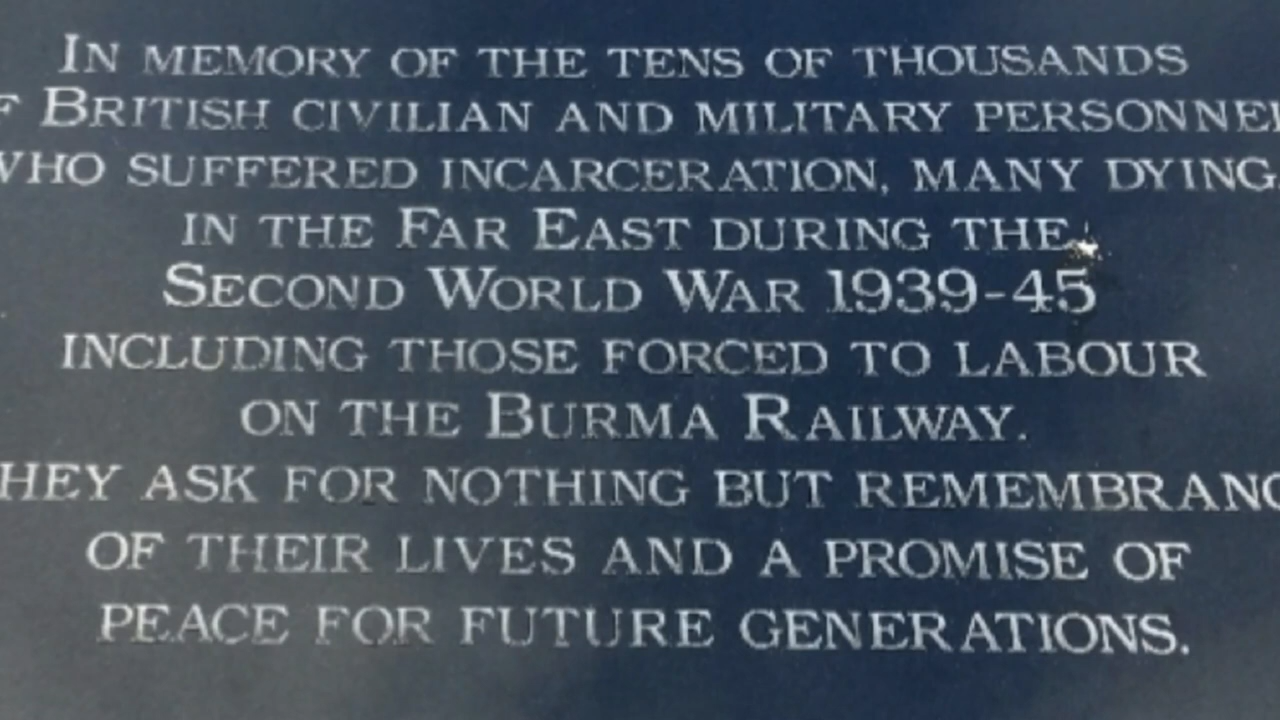 In memory of the tens of thousands
f British civilian and military personnel
who suffered incarceration, many dying,
in the Far East during the
Second World War 1939-45
including those forced to labour
on the Burma Railway.
hey ask for nothing but remembranc
of their lives and a promise of
peace for future generations.